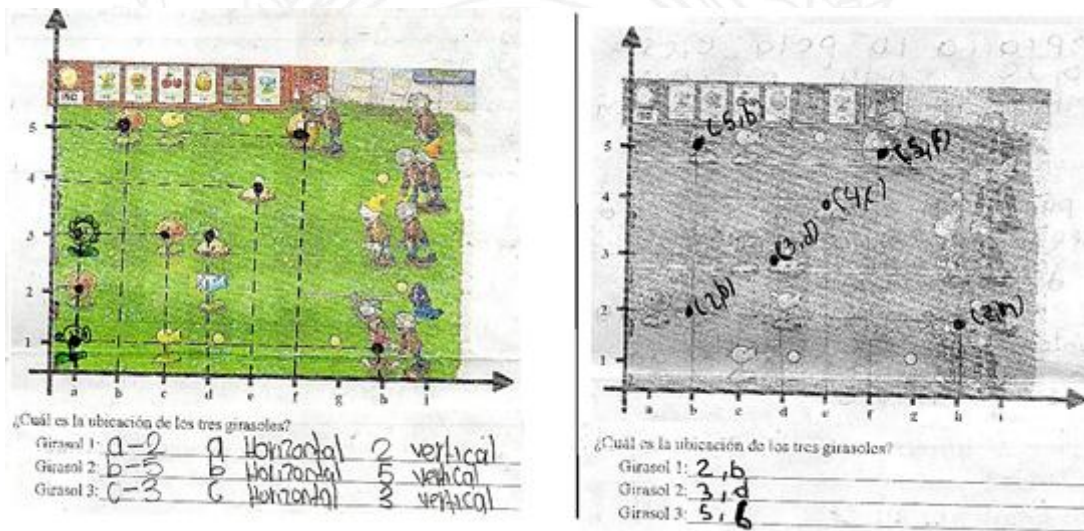 5
4
3
2
1
a b c d e f g h i
¿Cuál es la ubicación de los tres girasoles?
Girasol 1: a-2 a Horizontal 2 vertical
Girasol 2: b-5 b Horizontal 5 vertical
Girasol 3: c-3 c Horizontal 3 vertical
5
4
3
2
1
(5,b)
(5,f)
(3,d)
(2,b)
a b c d e f g h i
¿Cuál es la ubicación de los tres girasoles?
Girasol 1: 2,b
Girasol 2: 3,d
Girasol 3: 5,